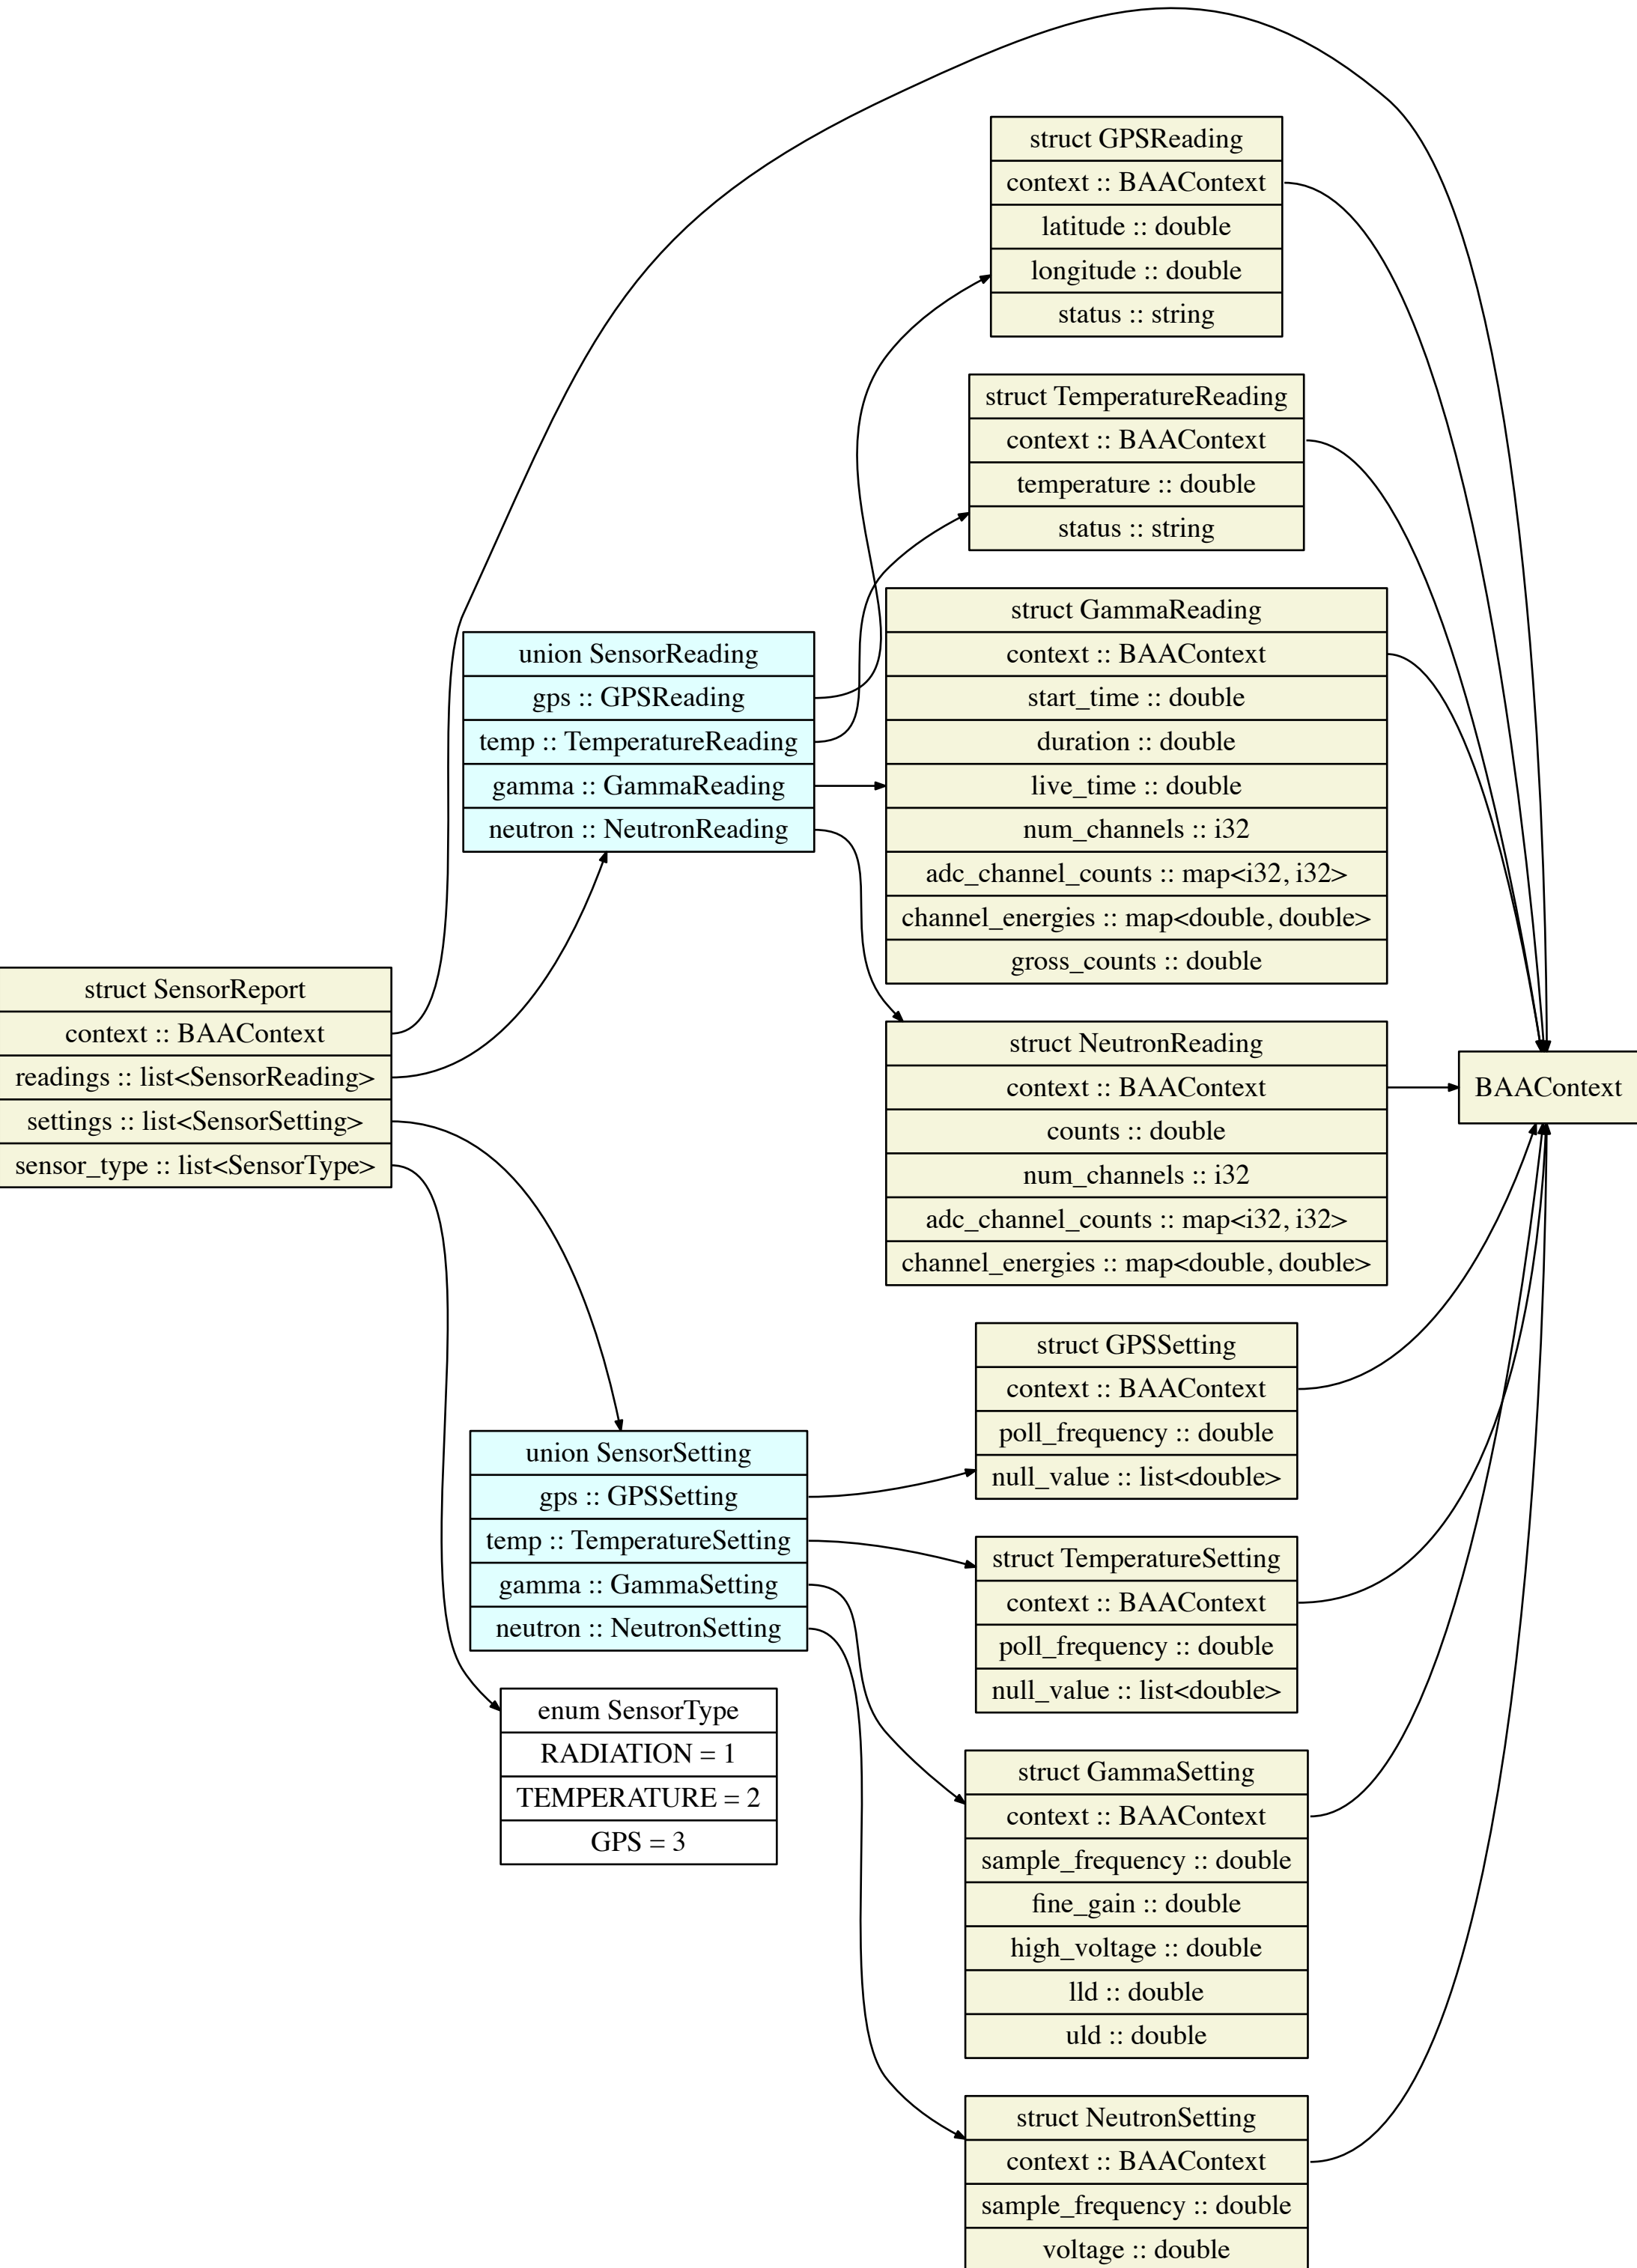 struct SensorReport
context :: BAAContext
readings :: list<SensorReading>
settings :: list<SensorSetting>
sensor_type :: list<SensorType>
union SensorReading
gps :: GPSReading
temp :: TemperatureReading
gamma :: GammaReading
neutron :: NeutronReading
union SensorSetting
gps :: GPSSetting
temp :: TemperatureSetting
gamma :: GammaSetting
neutron :: NeutronSetting
enum SensorType
RADIATION = 1
TEMPERATURE = 2
GPS = 3
struct GPSReading
context :: BAAContext
latitude :: double
longitude :: double
status :: string
struct TemperatureReading
context :: BAAContext
temperature :: double
status :: string
struct GammaReading
context :: BAAContext
start_time :: double
duration :: double
live_time :: double
num_channels :: i32
adc_channel_counts :: map<i32, i32>
channel_energies :: map<double, double>
gross_counts :: double
struct NeutronReading
context :: BAAContext
counts :: double
num_channels :: i32
adc_channel_counts :: map<i32, i32>
channel_energies :: map<double, double>
struct GPSSetting
context :: BAAContext
poll_frequency :: double
null_value :: list<double>
struct TemperatureSetting
context :: BAAContext
poll_frequency :: double
null_value :: list<double>
struct GammaSetting
context :: BAAContext
sample_frequency :: double
fine_gain :: double
high_voltage :: double
lld :: double
uld :: double
struct NeutronSetting
context :: BAAContext
sample_frequency :: double
voltage :: double
BAAContext